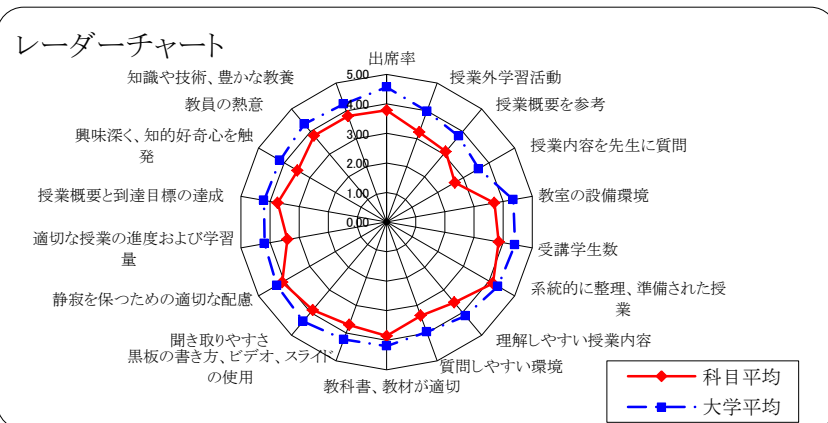 レーダーチャート
出席率
授業外学習活動
授業概要を参考
授業内容を先生に質問
教室の設備環境
受講学生数
系統的に整理、準備された授
業
理解しやすい授業内容
質問しやすい環境
教科書、教材が適切
黒板の書き方、ビデオ、スライド
の使用
聞き取りやすさ
静寂を保つための適切な配慮
適切な授業の進度および学習
量
授業概要と到達目標の達成
興味深く、知的好奇心を触
発
教員の熱意
知識や技術、豊かな教養
5.00
4.00
3.00
2.00
1.00
0.00
科目平均
大学平均